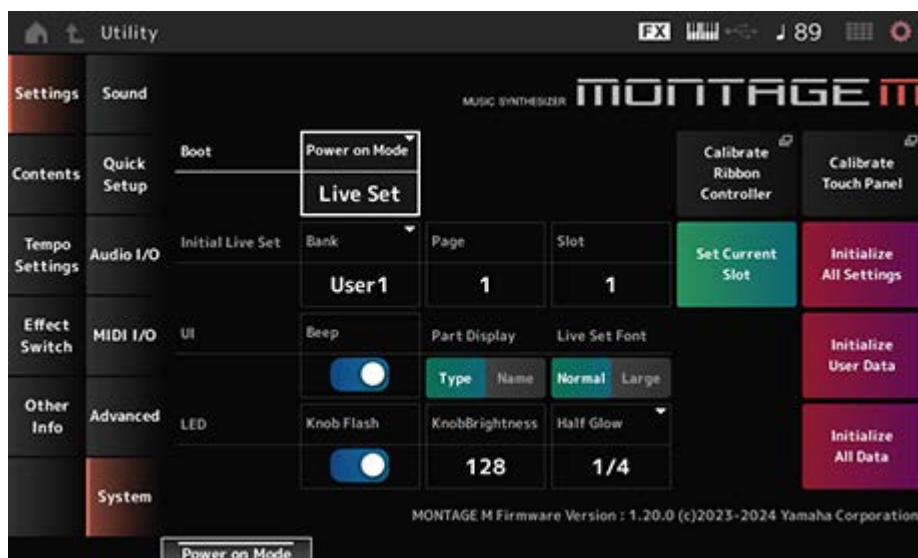 Utility
FX
89
Settings
Sound
MUSIC SYNTHESIZER MONTAGE M
Contents
Quick
Setup
Boot
Power on Mode
Live Set
Calibrate
Ribbon
Controller
Calibrate
Touch Panel
Tempo
Settings
Audio I/O
Initial Live Set
Bank
User1
Page
1
Slot
1
Set Current
Slot
Initialize
All Settings
Effect
Switch
MIDI I/O
UI
Beep
Part Display
Type Name
Live Set Font
Normal Large
Initialize
User Data
Other
Info
Advanced
LED
Knob Flash
KnobBrightness
128
Half Glow
1/4
Initialize
All Data
System
MONTAGE M Firmware Version : 1.20.0 (c)2023-2024 Yamaha Corporation
Power on Mode